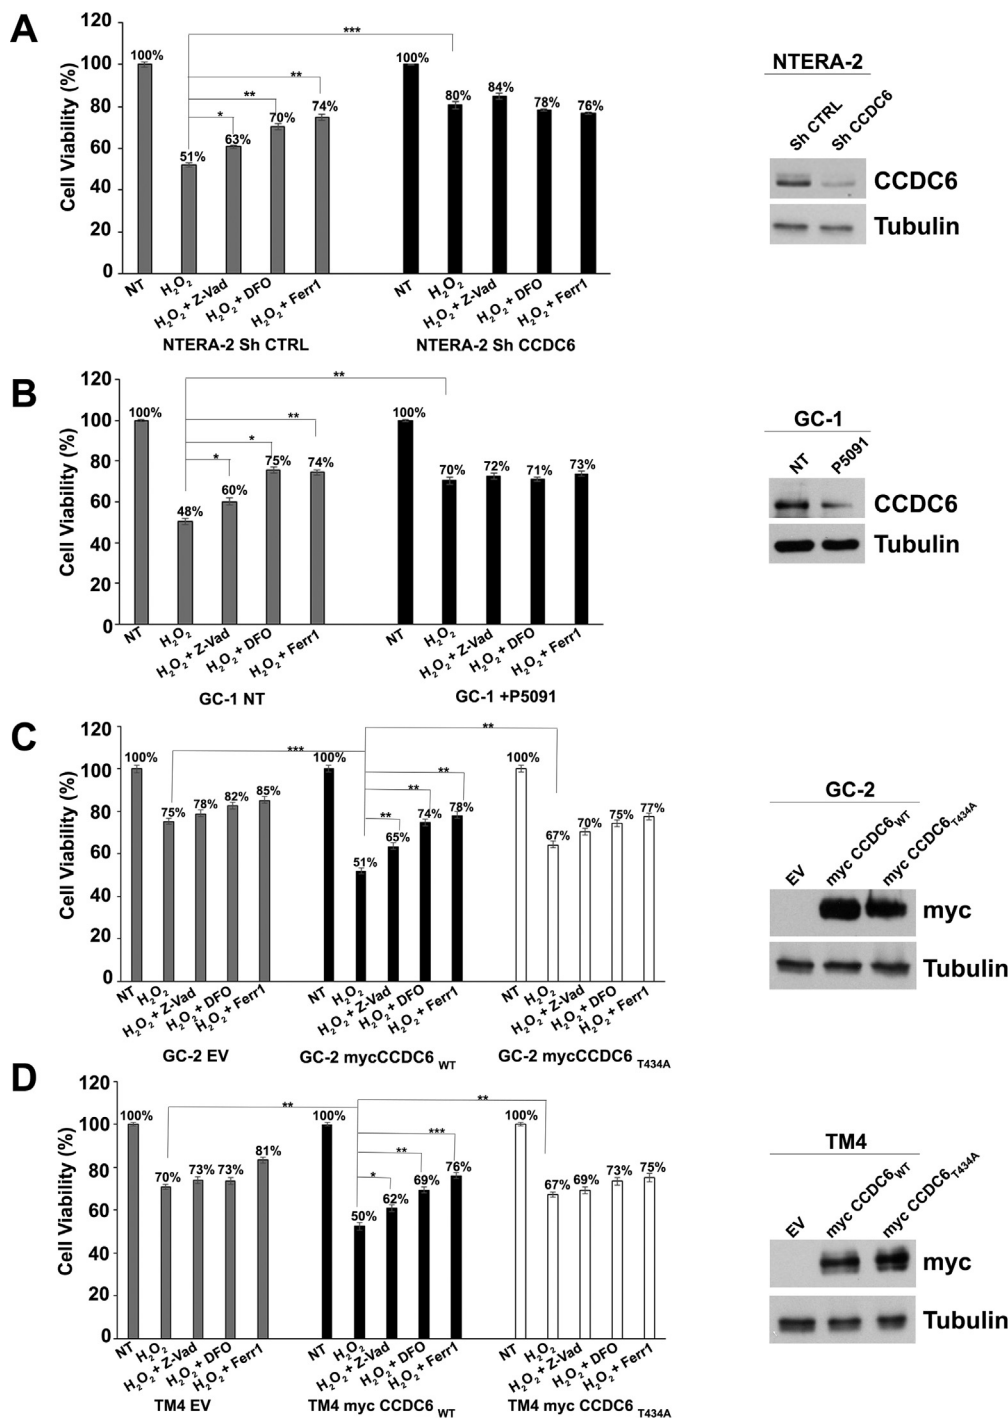 A
Cell Viability (%)
120
100
80
60
40
20
0
***
**
**
*
100%
51%
63%
70%
74%
100%
80%
84%
78%
76%
NT
H2O2
H2O2 + Z-Vad
H2O2 + DFO
H2O2 + Ferr1
NT
H2O2
H2O2 + Z-Vad
H2O2 + DFO
H2O2 + Ferr1
NTERA-2 Sh CTRL
NTERA-2 Sh CCDC6
NTERA-2
Sh CTRL
Sh CCDC6
CCDC6
Tubulin
B
Cell Viability (%)
120
100
80
60
40
20
0
**
**
*
*
100%
48%
60%
75%
74%
100%
70%
72%
71%
73%
NT
H2O2
H2O2 + Z-Vad
H2O2 + DFO
H2O2 + Ferr1
NT
H2O2
H2O2 + Z-Vad
H2O2 + DFO
H2O2 + Ferr1
GC-1 NT
GC-1 +P5091
GC-1
NT
P5091
CCDC6
Tubulin
C
Cell Viability (%)
120
100
80
60
40
20
0
***
**
**
**
**
100%
75%
78%
82%
85%
100%
51%
65%
74%
78%
100%
67%
70%
75%
77%
NT
H2O2
H2O2 + Z-Vad
H2O2 + DFO
H2O2 + Ferr1
NT
H2O2
H2O2 + Z-Vad
H2O2 + DFO
H2O2 + Ferr1
NT
H2O2
H2O2 + Z-Vad
H2O2 + DFO
H2O2 + Ferr1
GC-2 EV
GC-2 mycCCDC6 WT
GC-2 mycCCDC6 T434A
GC-2
EV
myc CCDC6WT
myc CCDC6T434A
myc
Tubulin
D
Cell Viability (%)
120
100
80
60
40
20
0
**
**
***
**
*
100%
70%
73%
73%
81%
100%
50%
62%
69%
76%
100%
67%
69%
73%
75%
NT
H2O2
H2O2 + Z-Vad
H2O2 + DFO
H2O2 + Ferr1
NT
H2O2
H2O2 + Z-Vad
H2O2 + DFO
H2O2 + Ferr1
NT
H2O2
H2O2 + Z-Vad
H2O2 + DFO
H2O2 + Ferr1
TM4 EV
TM4 myc CCDC6 WT
TM4 myc CCDC6 T434A
TM4
EV
myc CCDC6WT
myc CCDC6T434A
myc
Tubulin